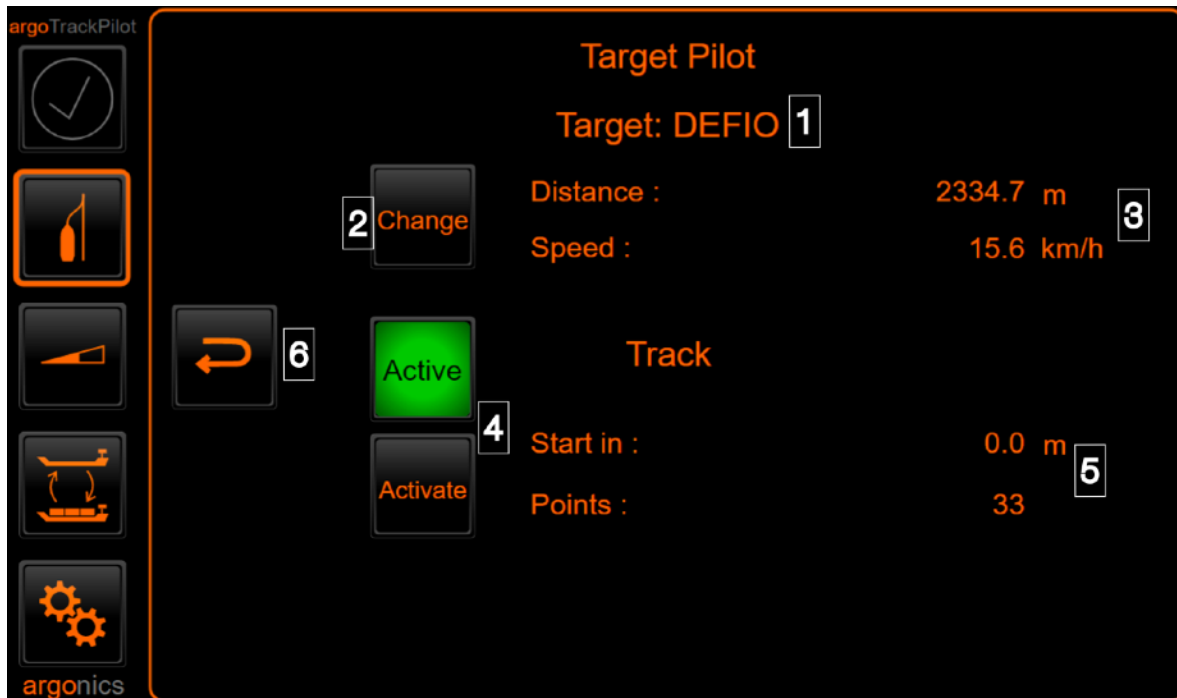 argoTrackPilot
Target Pilot
Target: DEFIO 1
2 Change
Distance : 2334.7 m
3
Speed : 15.6 km/h
6
Active
Track
4
Start in : 0.0 m
5
Activate
Points : 33
argonics